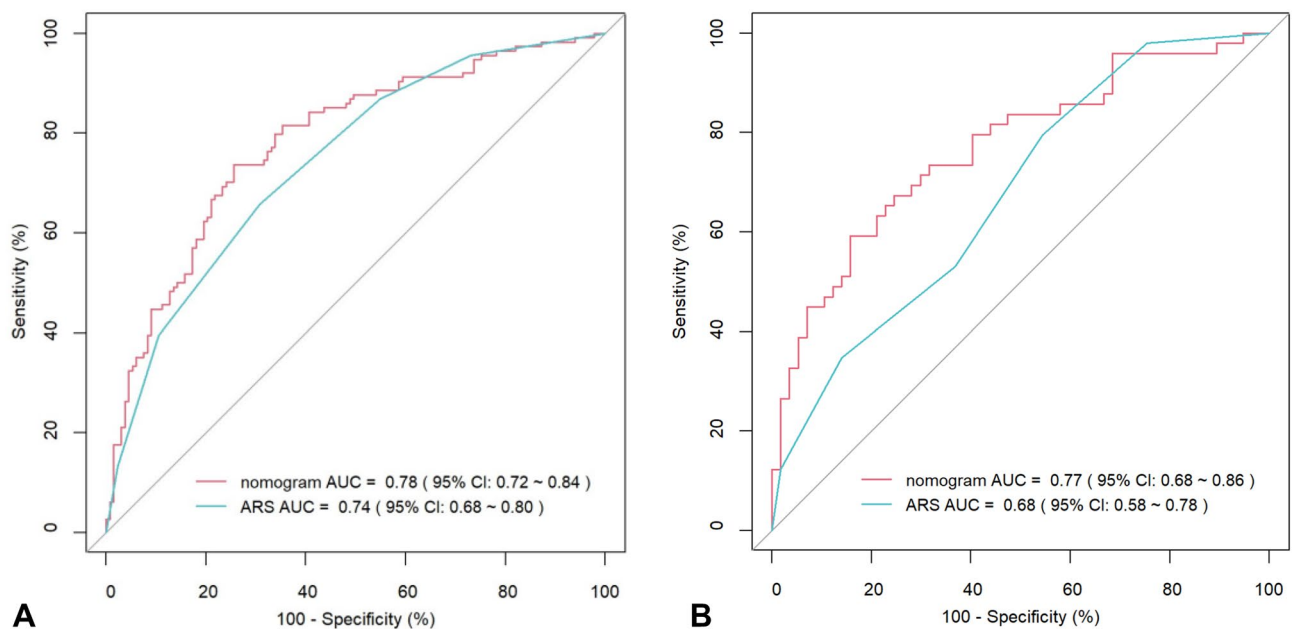 100
80
60
40
20
0
Sensitivity (%)
nomogram AUC = 0.78 ( 95% CI: 0.72 ~ 0.84 )
ARS AUC = 0.74 ( 95% CI: 0.68 ~ 0.80 )
0 20 40 60 80 100
100 - Specificity (%)
A
100
80
60
40
20
0
Sensitivity (%)
nomogram AUC = 0.77 ( 95% CI: 0.68 ~ 0.86 )
ARS AUC = 0.68 ( 95% CI: 0.58 ~ 0.78 )
0 20 40 60 80 100
100 - Specificity (%)
B